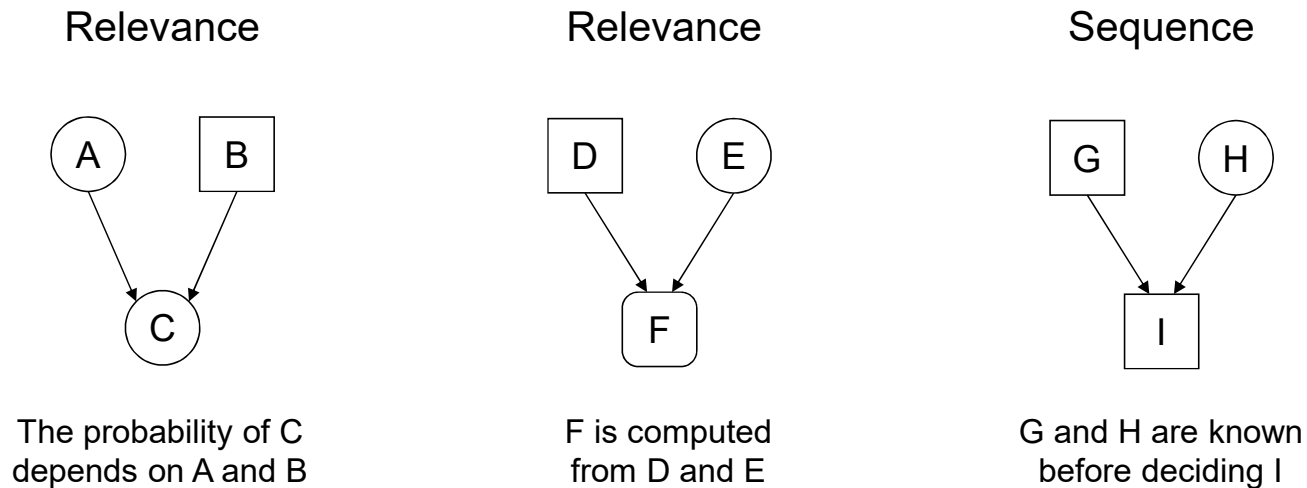 Relevance
A
B
C
The probability of C
depends on A and B
Relevance
D
E
F
F is computed
from D and E
Sequence
G
H
I
G and H are known
before deciding I